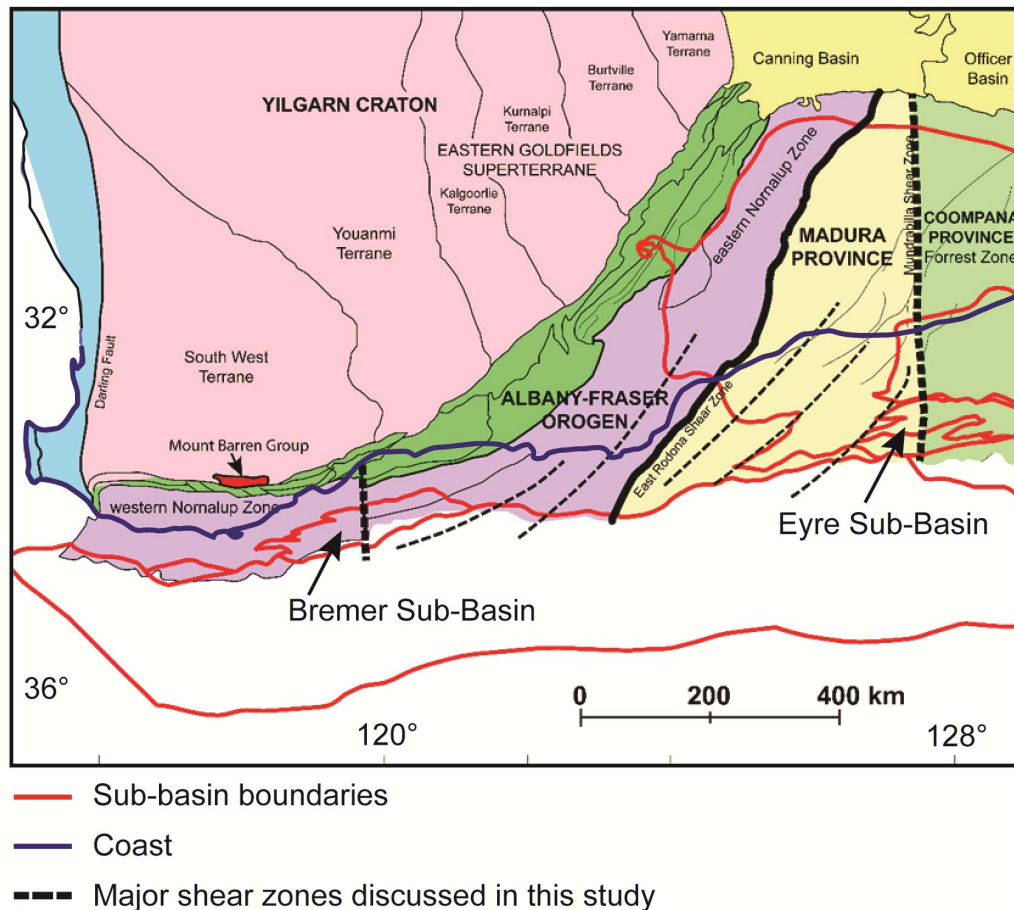 Yamarna
Terrane
Canning Basin
Officer
Basin
Burtville
Terrane
YILGARN CRATON
Kurnalpi
Terrane
EASTERN GOLDFIELDS
SUPERTERRANE
Kalgoorlie
Terrane
eastern Nornalup Zone
Mundrabilla Shear Zone
COOMPANA
PROVINCE
Forrest Zone
MADURA
PROVINCE
Youanmi
Terrane
32°
Darling Fault
South West
Terrane
ALBANY-FRASER
OROGEN
East Rodona Shear Zone
Mount Barren Group
western Nornalup Zone
Eyre Sub-Basin
Bremer Sub-Basin
36°
0 200 400 km
120°
128°
Sub-basin boundaries
Coast
Major shear zones discussed in this study